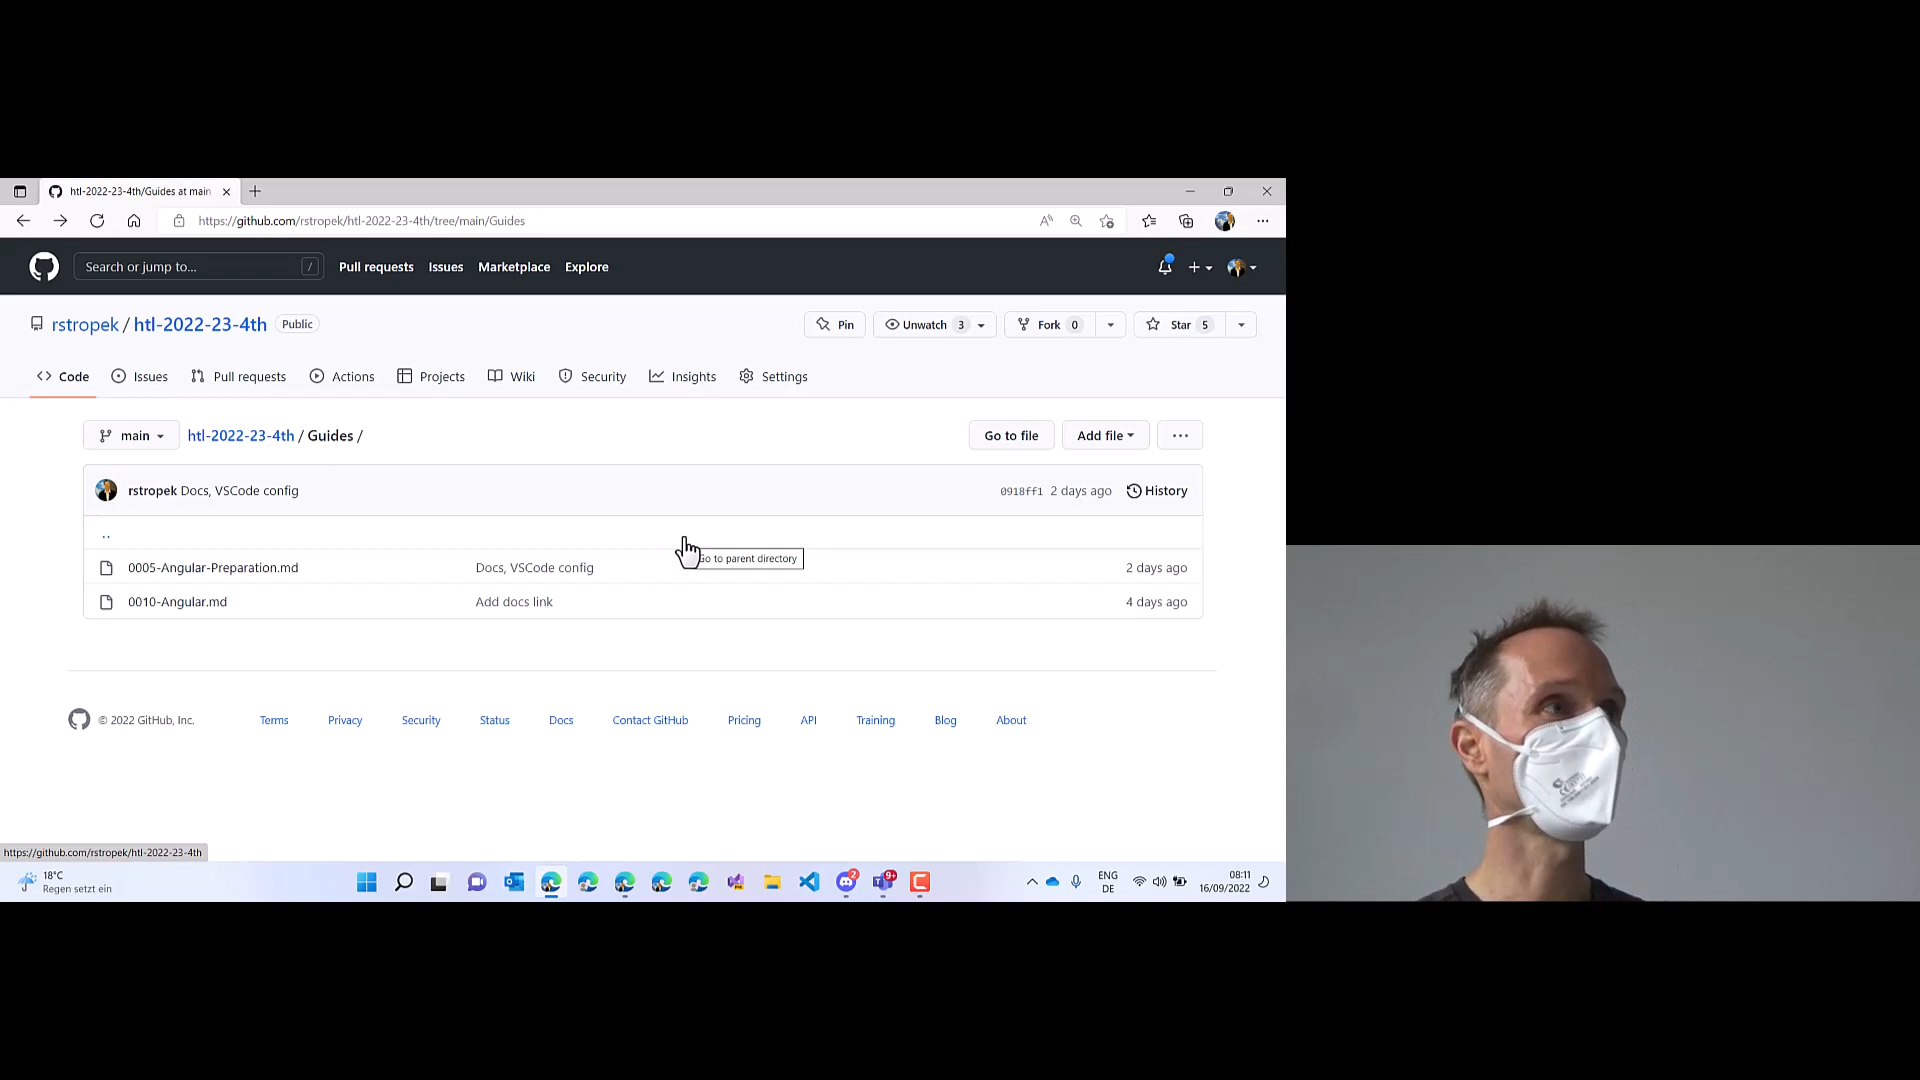 htl-2022-23-4th/Guides at main
https://github.com/rstropek/htl-2022-23-4th/tree/main/Guides
Search or jump to... /
Pull requests Issues Marketplace Explore
rstropek / htl-2022-23-4th Public
Pin Unwatch 3 Fork 0 Star 5
Code Issues Pull requests Actions Projects Wiki Security Insights Settings
main htl-2022-23-4th / Guides / Go to file Add file ...
rstropek Docs, VSCode config 0918ff1 2 days ago History
..
Go to parent directory
0005-Angular-Preparation.md Docs, VSCode config 2 days ago
0010-Angular.md Add docs link 4 days ago
© 2022 GitHub, Inc. Terms Privacy Security Status Docs Contact GitHub Pricing API Training Blog About
https://github.com/rstropek/htl-2022-23-4th
18°C
Regen setzt ein
2
9+
ENG
DE
08:11
16/09/2022